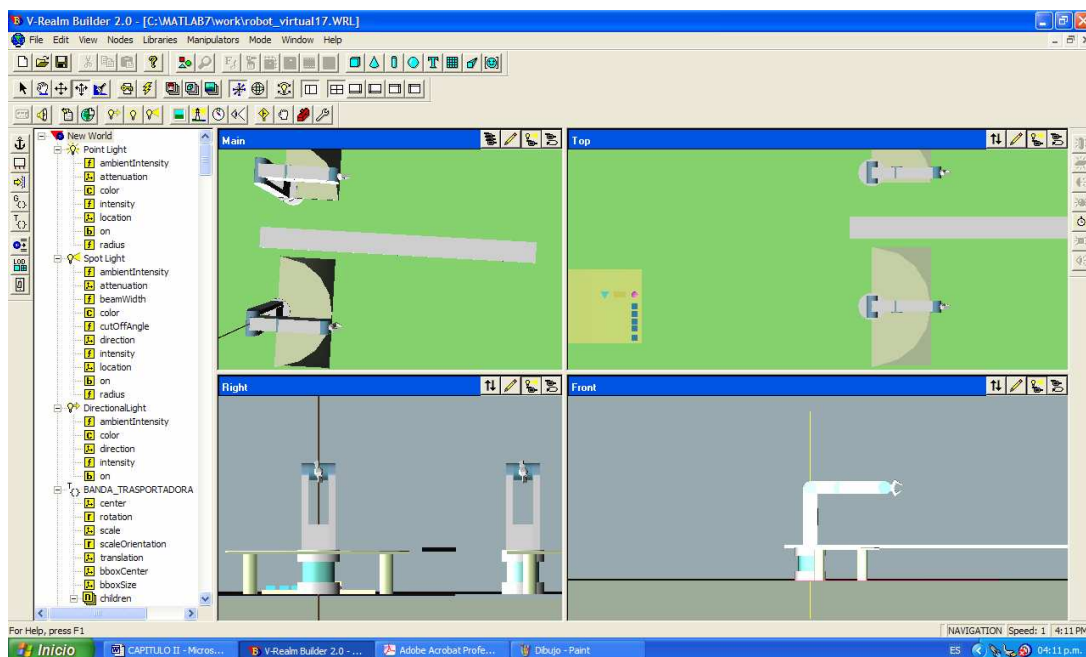 V-Realm Builder 2.0 - [C:\MATLAB7\work\robot_virtual17.WRL]
File Edit View Nodes Libraries Manipulators Mode Window Help
New World
Point Light
ambientIntensity
attenuation
color
intensity
location
on
radius
Spot Light
ambientIntensity
attenuation
beamWidth
color
cutOffAngle
direction
intensity
location
on
radius
DirectionalLight
ambientIntensity
color
direction
intensity
on
BANDA_TRASPORTADORA
center
rotation
scale
scaleOrientation
translation
bboxCenter
bboxSize
children
Main
Top
Right
Front
For Help, press F1
NAVIGATION Speed: 1 4:11 PM
Inicio
CAPITULO II - Micros...
V-Realm Builder 2.0 - ...
Adobe Acrobat Profe...
Dibujo - Paint
ES
04:11 p.m.